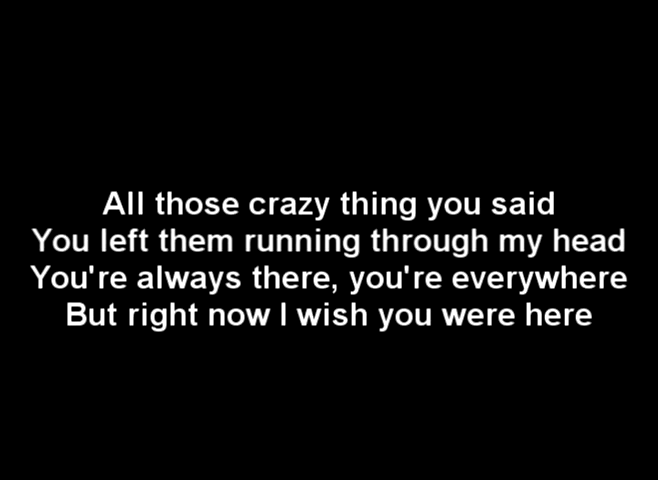 All those crazy thing you said
You left them running through my head
You're always there, you're everywhere
But right now I wish you were here